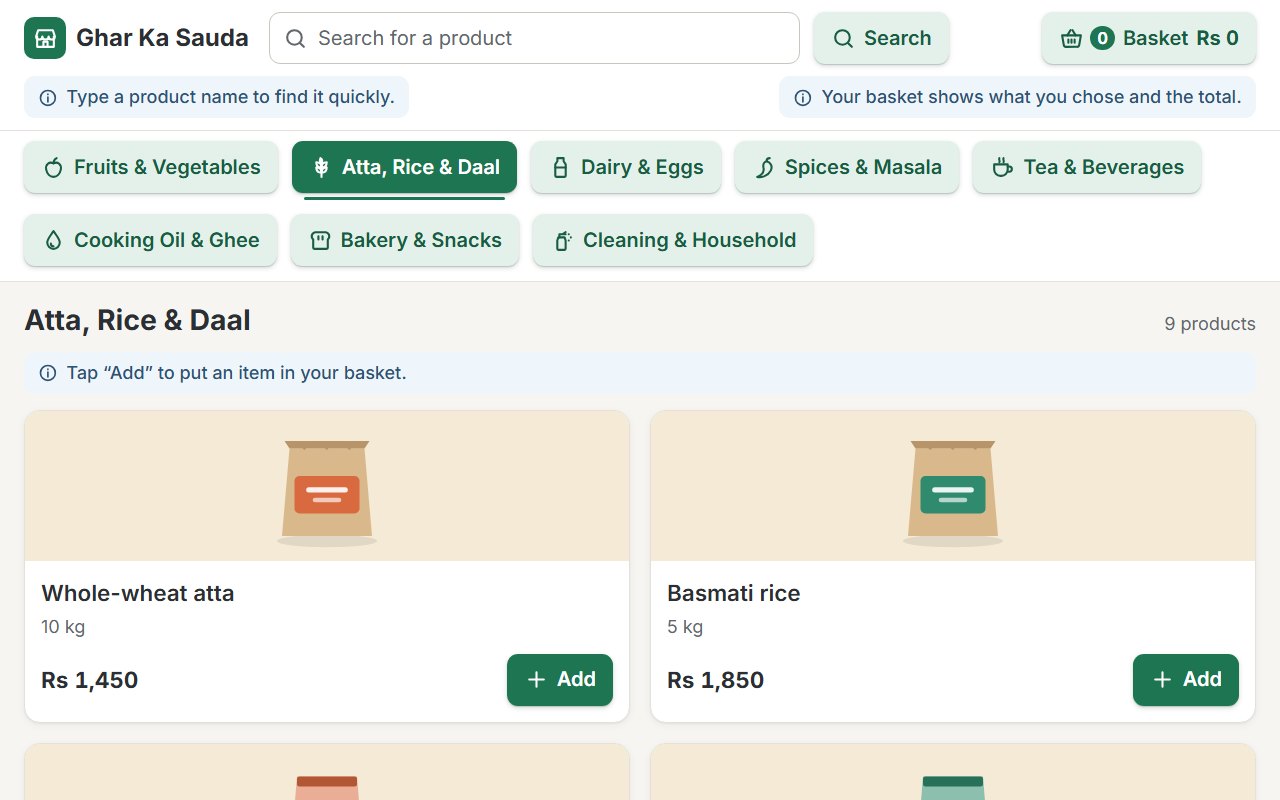 Ghar Ka Sauda
Search for a product
Search
0 Basket Rs 0
Type a product name to find it quickly.
Your basket shows what you chose and the total.
Fruits & Vegetables
Atta, Rice & Daal
Dairy & Eggs
Spices & Masala
Tea & Beverages
Cooking Oil & Ghee
Bakery & Snacks
Cleaning & Household
Atta, Rice & Daal
9 products
Tap “Add” to put an item in your basket.
Whole-wheat atta
10 kg
Rs 1,450
Add
Basmati rice
5 kg
Rs 1,850
Add